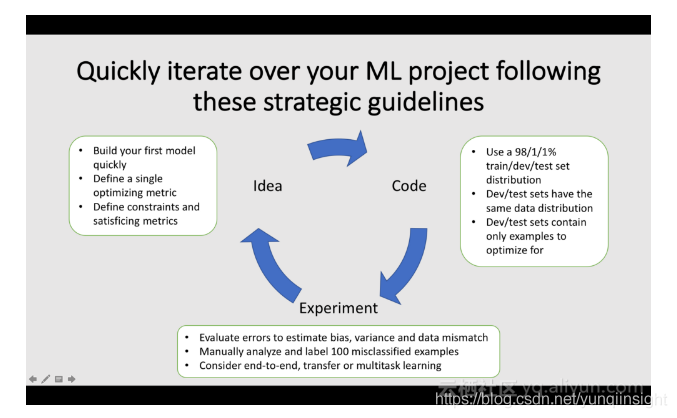 Quickly iterate over your ML project following
these strategic guidelines
• Build your first model
quickly
• Define a single
optimizing metric
• Define constraints and
satisficing metrics
Idea
Code
• Use a 98/1/1%
train/dev/test set
distribution
• Dev/test sets have the
same data distribution
• Dev/test sets contain
only examples to
optimize for
Experiment
• Evaluate errors to estimate bias, variance and data mismatch
• Manually analyze and label 100 misclassified examples
• Consider end-to-end, transfer or multitask learning
云栖社区 yq.aliyun.com
https://blog.csdn.net/yunqiinsight